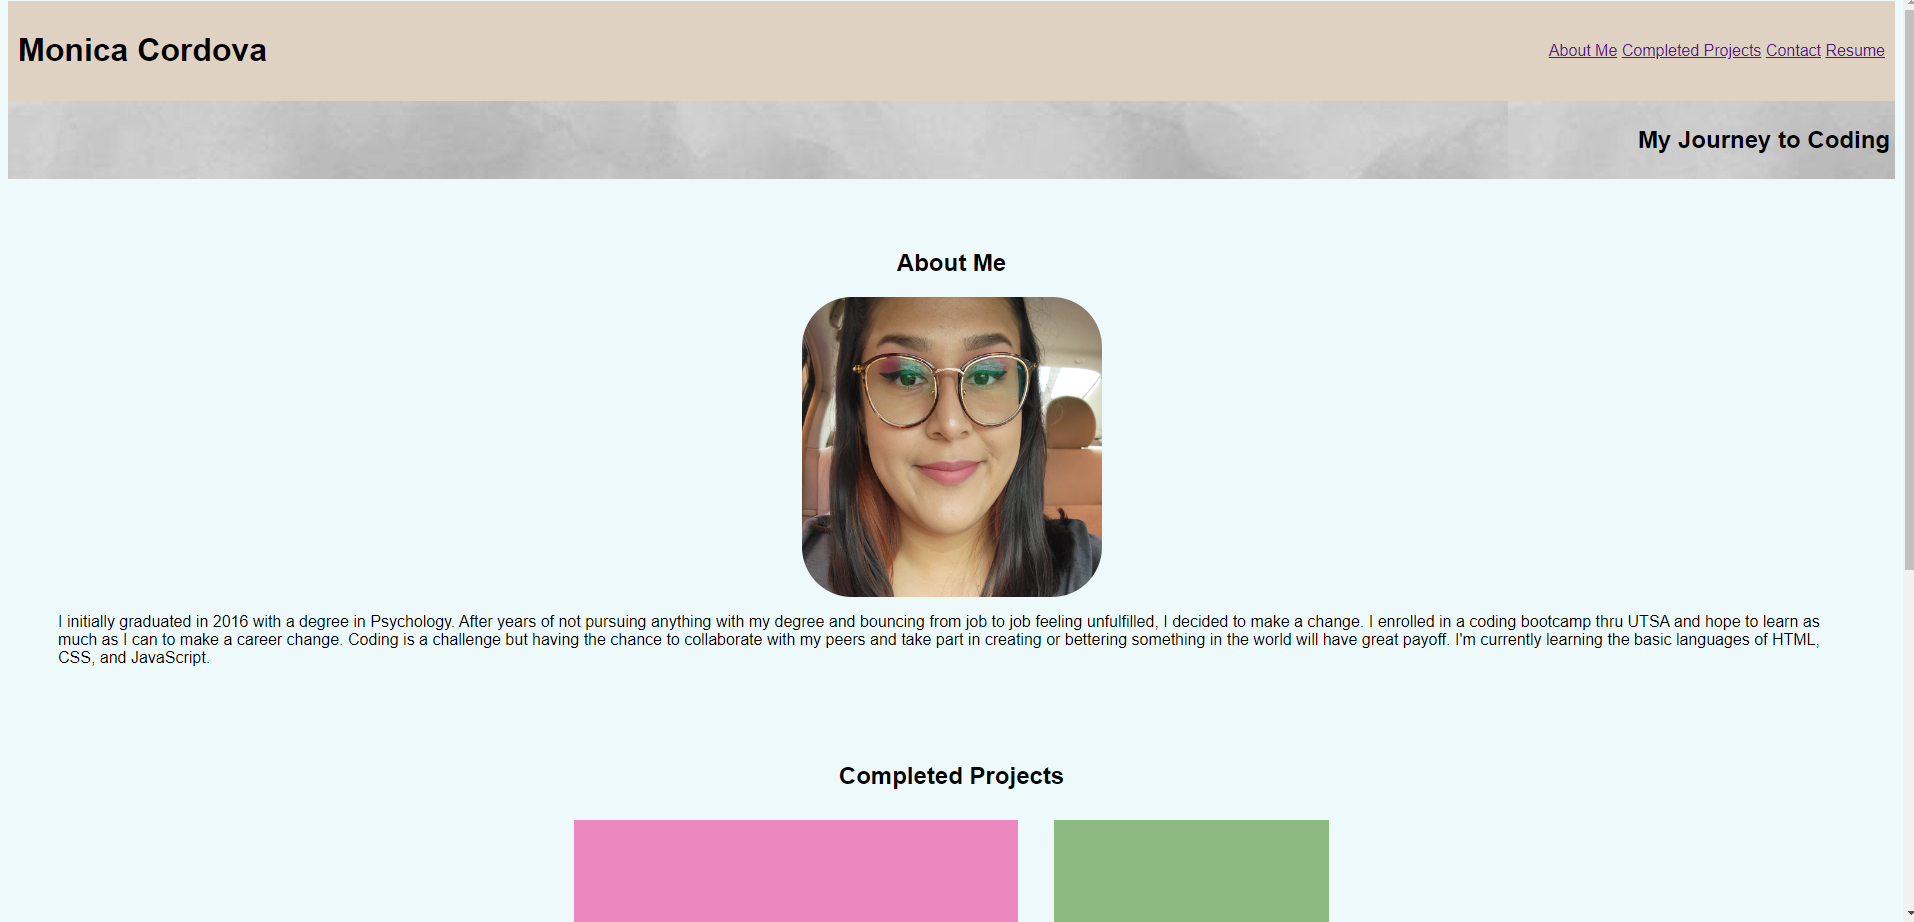 Monica Cordova
About Me Completed Projects Contact Resume
My Journey to Coding
About Me
I initially graduated in 2016 with a degree in Psychology. After years of not pursuing anything with my degree and bouncing from job to job feeling unfulfilled, I decided to make a change. I enrolled in a coding bootcamp thru UTSA and hope to learn as
much as I can to make a career change. Coding is a challenge but having the chance to collaborate with my peers and take part in creating or bettering something in the world will have great payoff. I'm currently learning the basic languages of HTML,
CSS, and JavaScript.
Completed Projects